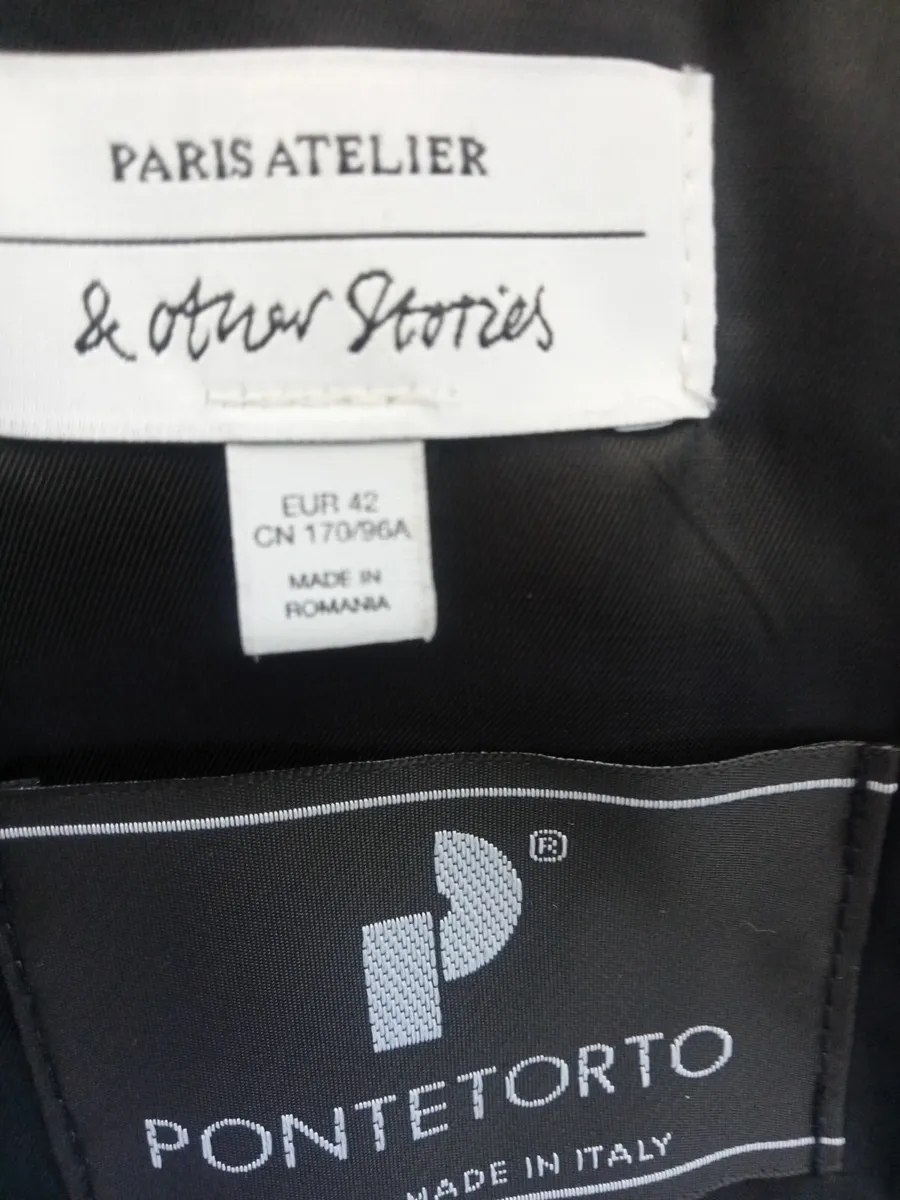 PARIS ATELIER
& other Stories
EUR 42
CN 170/96A
MADE IN
ROMANIA
®
PONTETORTO
MADE IN ITALY